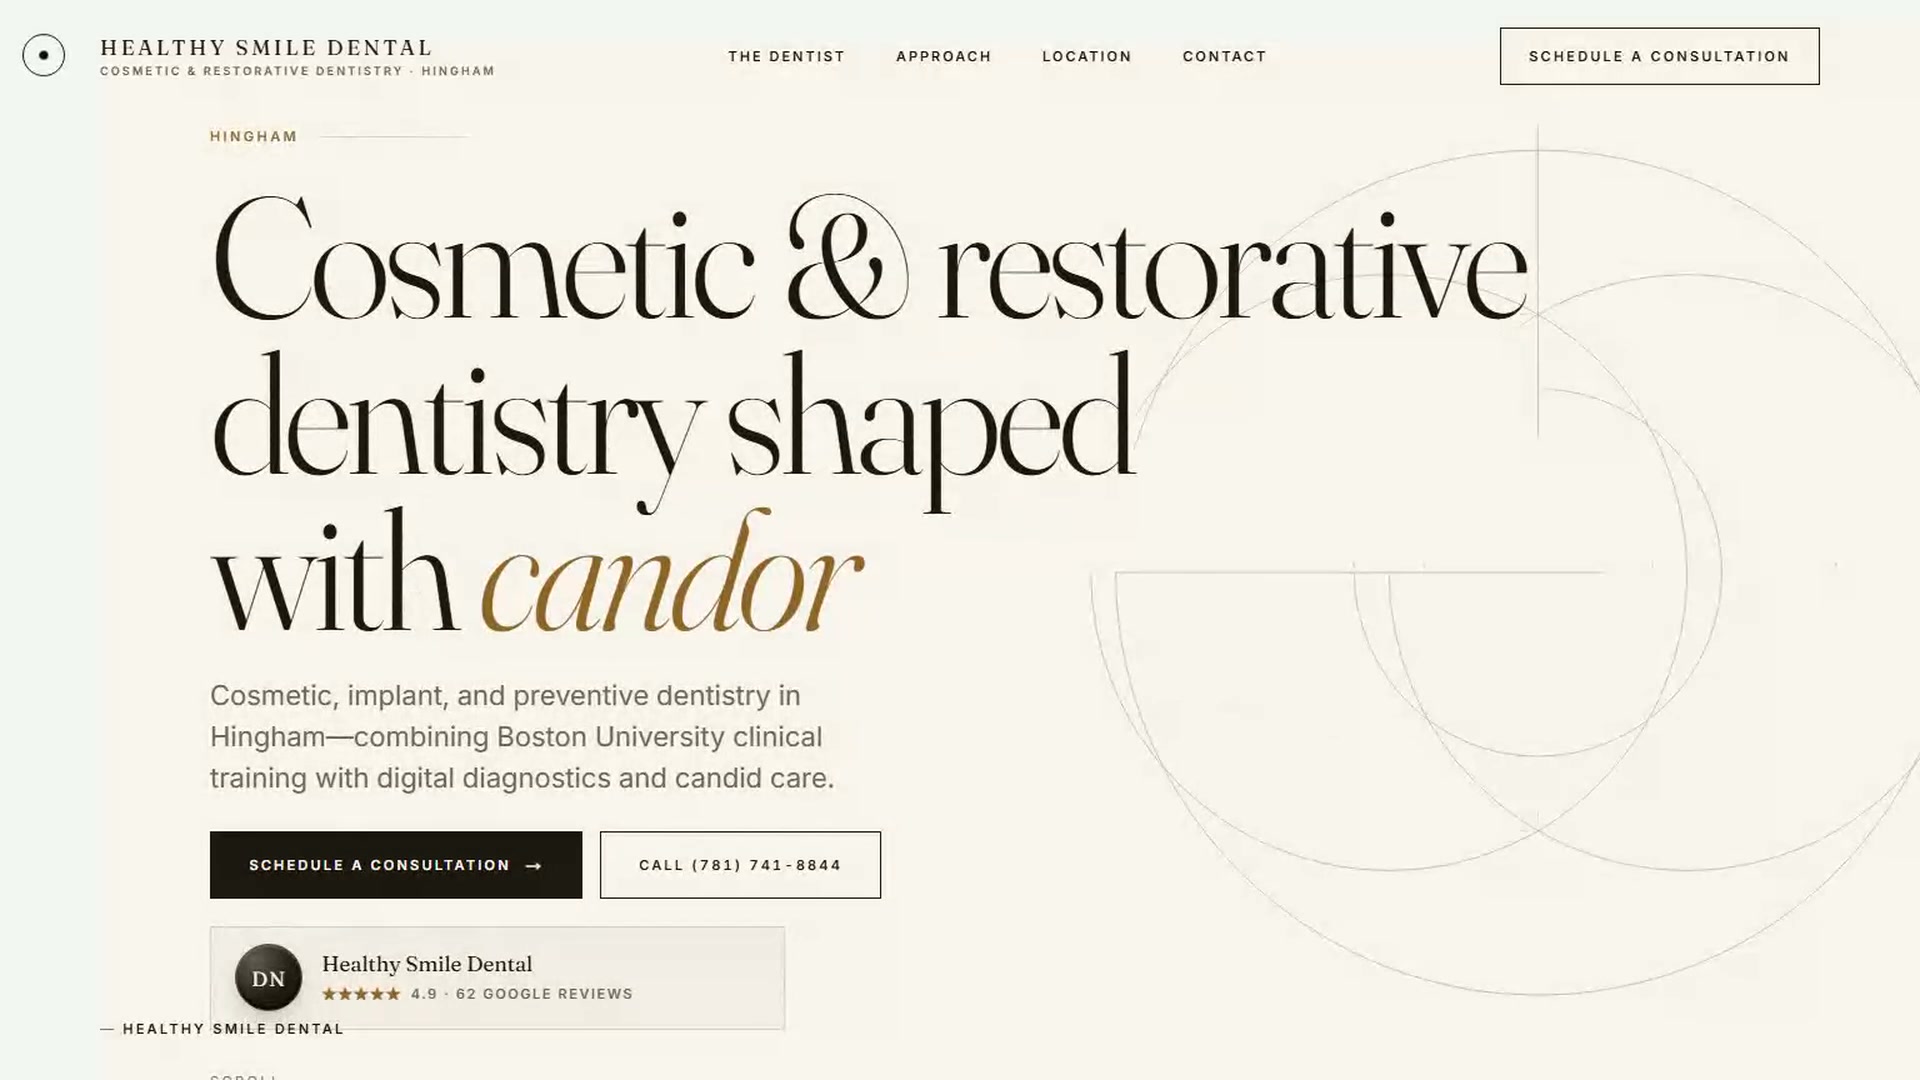 HEALTHY SMILE DENTAL
COSMETIC & RESTORATIVE DENTISTRY · HINGHAM
THE DENTIST
APPROACH
LOCATION
CONTACT
SCHEDULE A CONSULTATION
HINGHAM
Cosmetic & restorative
dentistry shaped
with candor
Cosmetic, implant, and preventive dentistry in
Hingham—combining Boston University clinical
training with digital diagnostics and candid care.
SCHEDULE A CONSULTATION →
CALL (781) 741-8844
DN
Healthy Smile Dental
★★★★★ 4.9 · 62 GOOGLE REVIEWS
— HEALTHY SMILE DENTAL
SCROLL